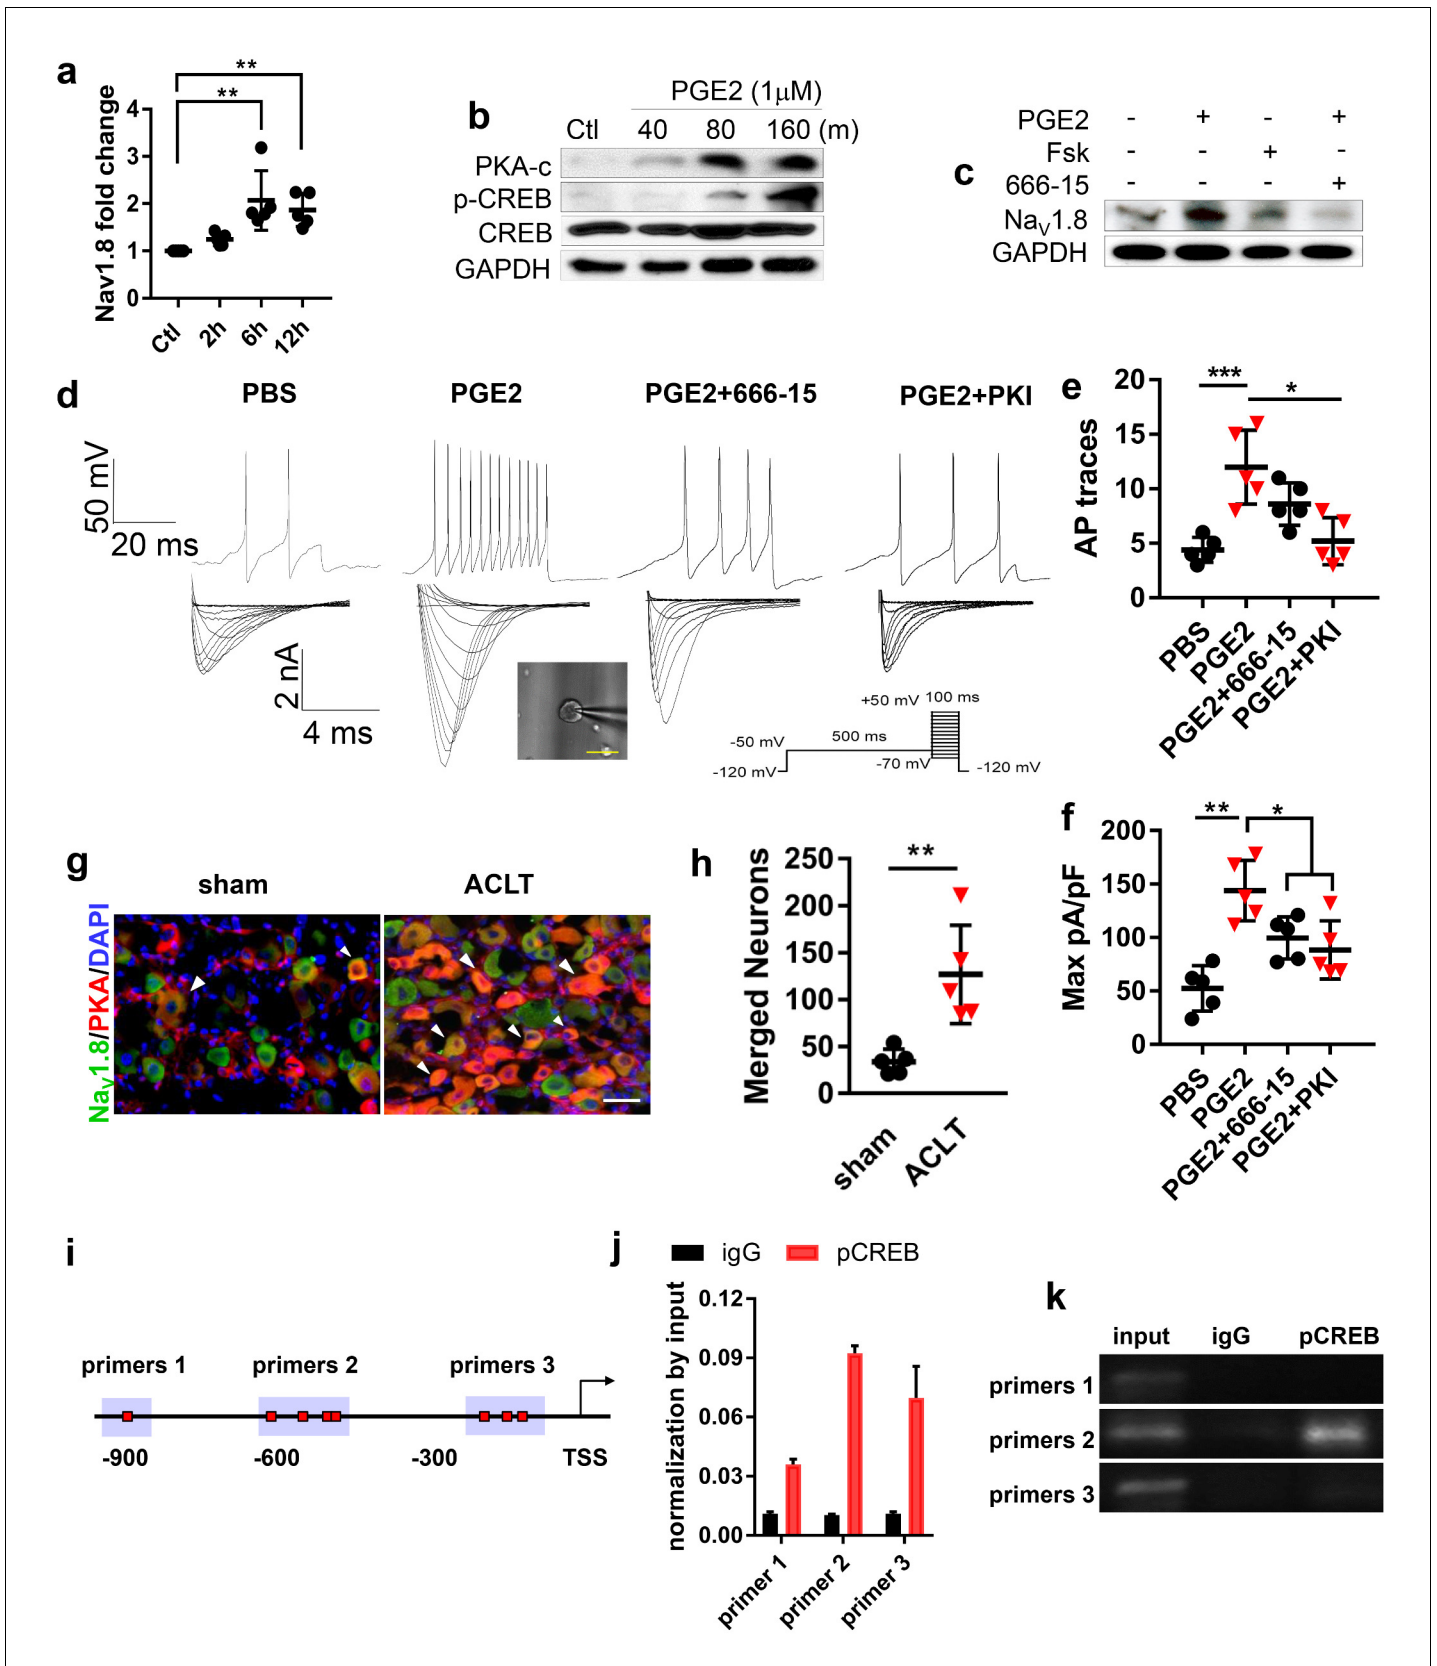 a
**
**
Nav1.8 fold change
4
3
2
1
0
Ctl
2h
6h
12h
b
PGE2 (1μM)
Ctl 40 80 160 (m)
PKA-c
p-CREB
CREB
GAPDH
c
PGE2 - + - +
Fsk - - + -
666-15 - - - +
NaV1.8
GAPDH
d
PBS
PGE2
PGE2+666-15
PGE2+PKI
50 mV
20 ms
2 nA
4 ms
+50 mV 100 ms
-50 mV
500 ms
-120 mV
-70 mV
-120 mV
e
***
*
AP traces
20
15
10
5
0
PBS
PGE2
PGE2+666-15
PGE2+PKI
f
**
*
Max pA/pF
200
150
100
50
0
PBS
PGE2
PGE2+666-15
PGE2+PKI
g
sham
ACLT
NaV1.8/PKA/DAPI
h
**
Merged Neurons
250
200
150
100
50
0
sham
ACLT
i
primers 1
primers 2
primers 3
-900
-600
-300
TSS
j
igG
pCREB
normalization by input
0.12
0.09
0.06
0.03
0.00
primer 1
primer 2
primer 3
k
input igG pCREB
primers 1
primers 2
primers 3